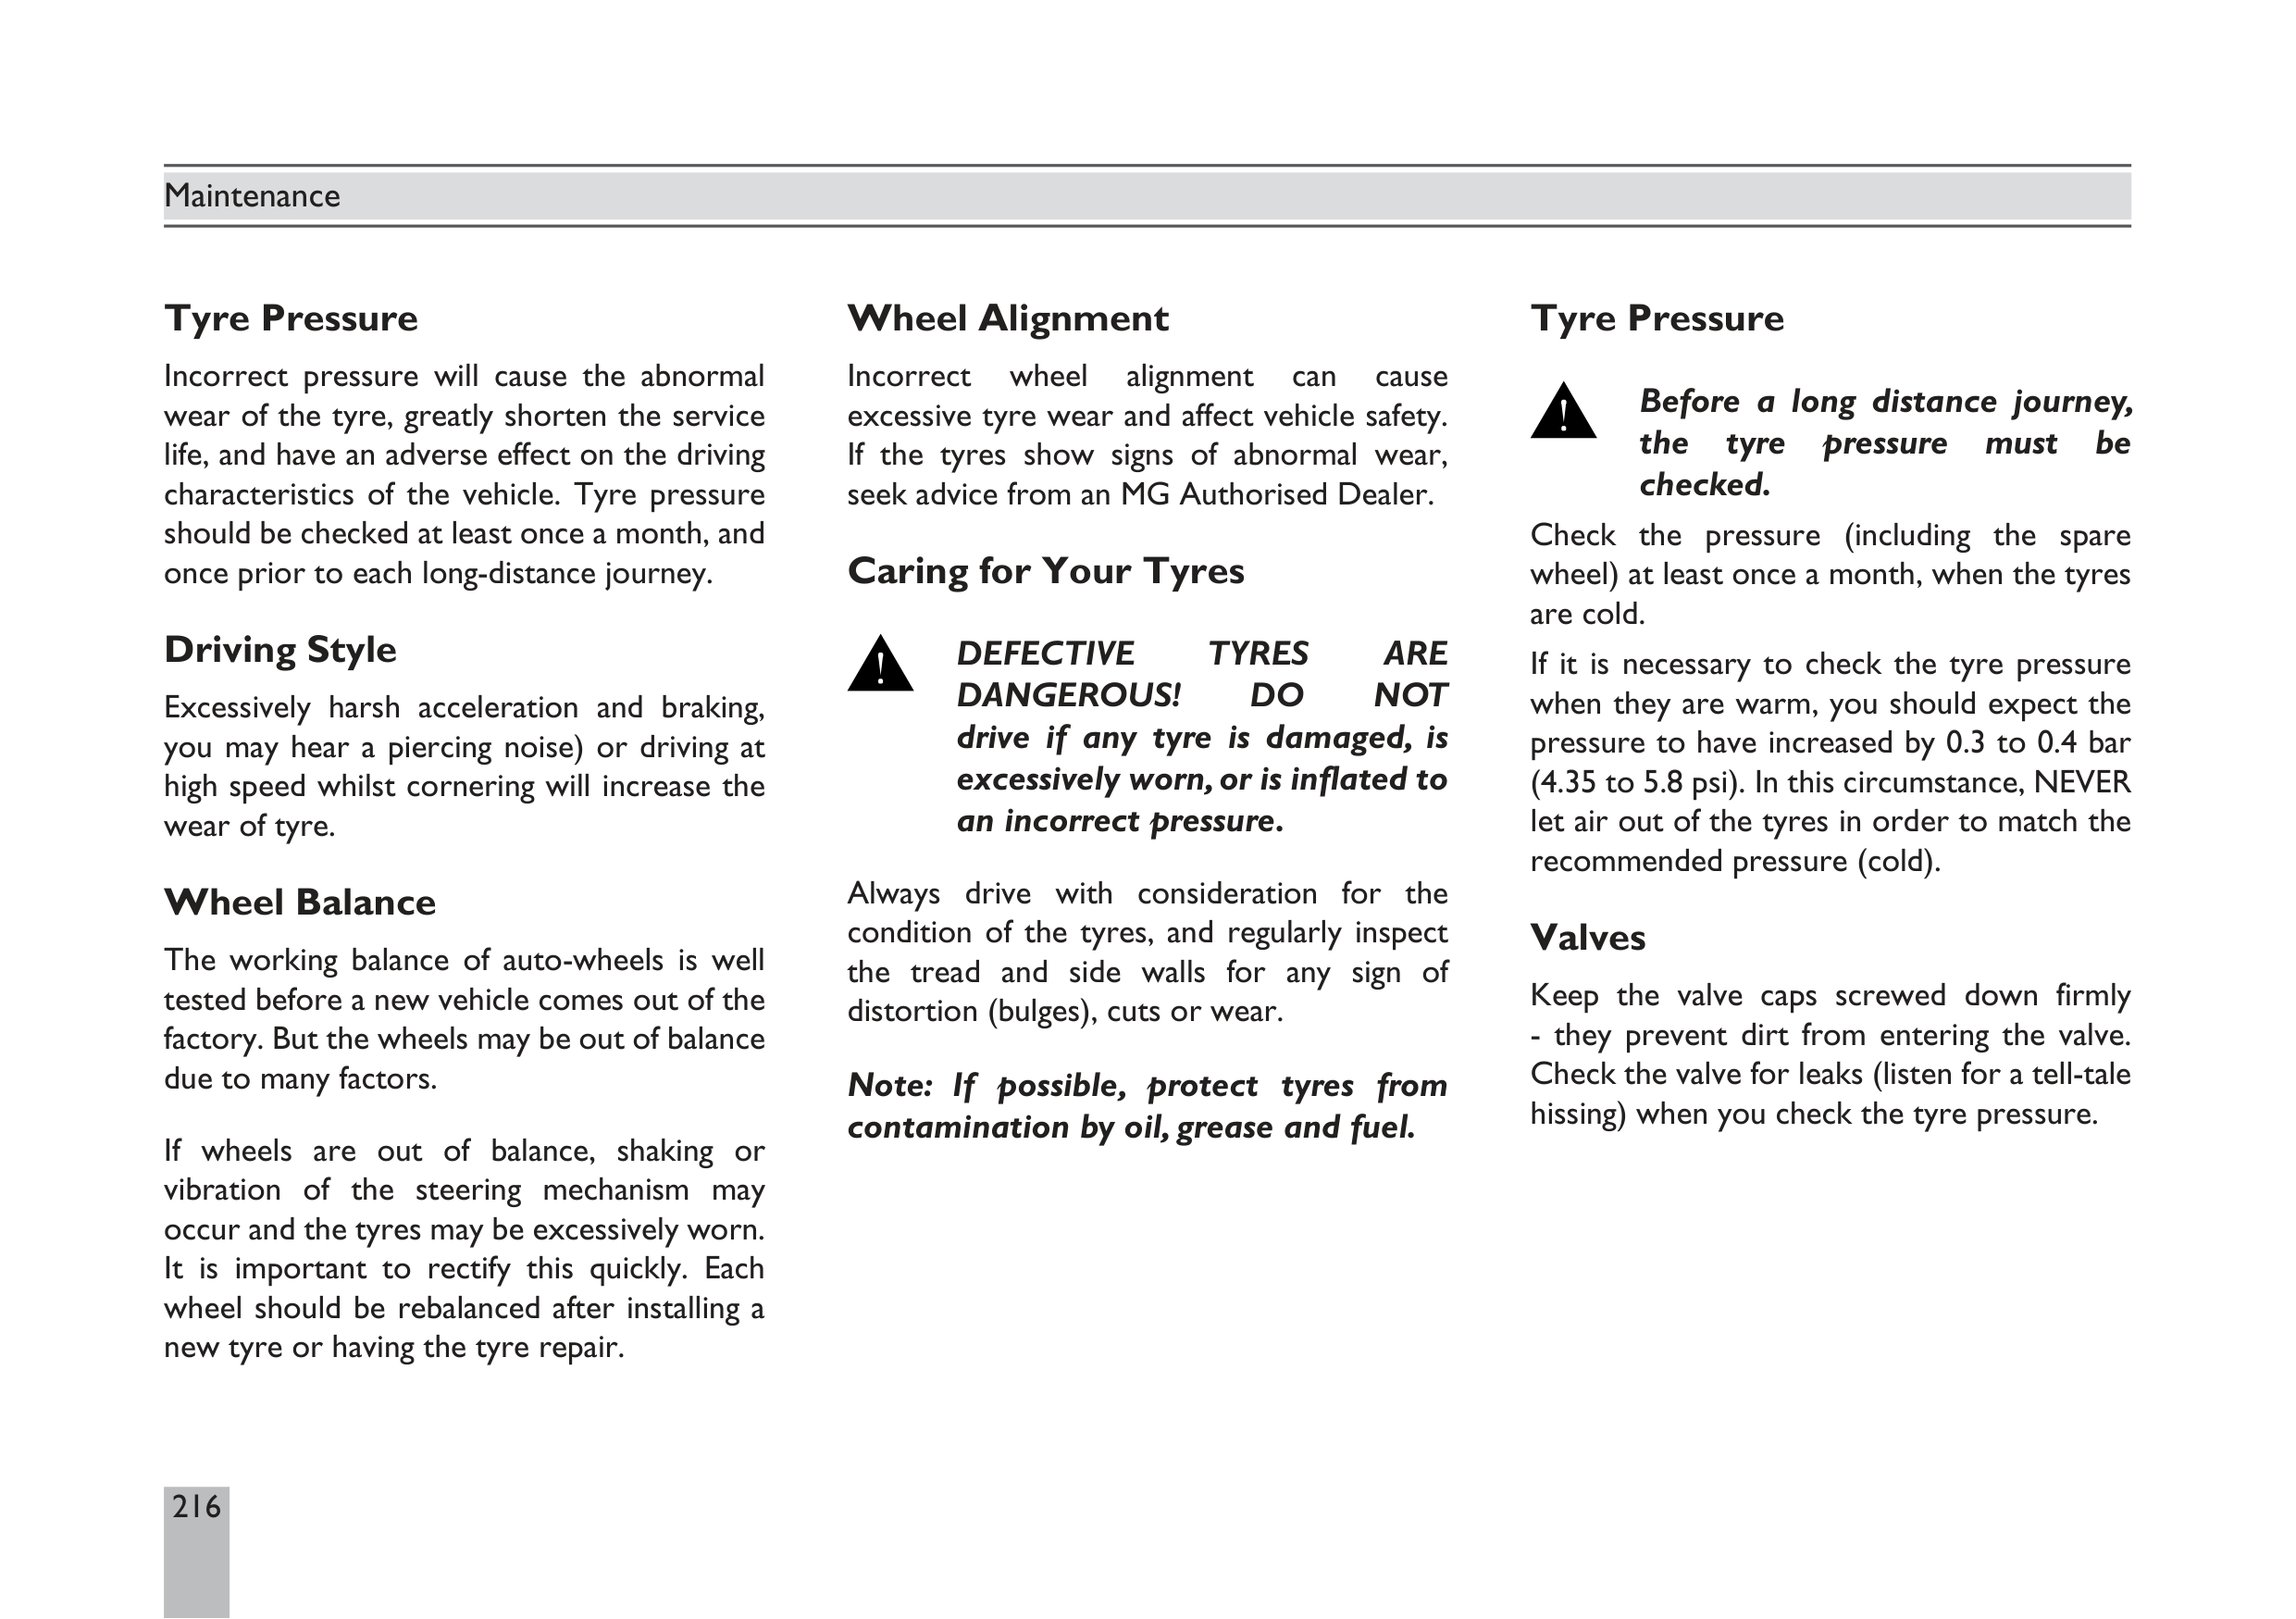 Maintenance
Tyre Pressure
Incorrect pressure will cause the abnormal
wear of the tyre, greatly shorten the service
life, and have an adverse effect on the driving
characteristics of the vehicle. Tyre pressure
should be checked at least once a month, and
once prior to each long-distance journey.
Driving Style
Excessively harsh acceleration and braking,
you may hear a piercing noise) or driving at
high speed whilst cornering will increase the
wear of tyre.
Wheel Balance
The working balance of auto-wheels is well
tested before a new vehicle comes out of the
factory. But the wheels may be out of balance
due to many factors.
If wheels are out of balance, shaking or
vibration of the steering mechanism may
occur and the tyres may be excessively worn.
It is important to rectify this quickly. Each
wheel should be rebalanced after installing a
new tyre or having the tyre repair.
Wheel Alignment
Incorrect wheel alignment can cause
excessive tyre wear and affect vehicle safety.
If the tyres show signs of abnormal wear,
seek advice from an MG Authorised Dealer.
Caring for Your Tyres
DEFECTIVE TYRES ARE
DANGEROUS! DO NOT
drive if any tyre is damaged, is
excessively worn, or is inflated to
an incorrect pressure.
Always drive with consideration for the
condition of the tyres, and regularly inspect
the tread and side walls for any sign of
distortion (bulges), cuts or wear.
Note: If possible, protect tyres from
contamination by oil, grease and fuel.
Tyre Pressure
Before a long distance journey,
the tyre pressure must be
checked.
Check the pressure (including the spare
wheel) at least once a month, when the tyres
are cold.
If it is necessary to check the tyre pressure
when they are warm, you should expect the
pressure to have increased by 0.3 to 0.4 bar
(4.35 to 5.8 psi). In this circumstance, NEVER
let air out of the tyres in order to match the
recommended pressure (cold).
Valves
Keep the valve caps screwed down firmly
- they prevent dirt from entering the valve.
Check the valve for leaks (listen for a tell-tale
hissing) when you check the tyre pressure.
216